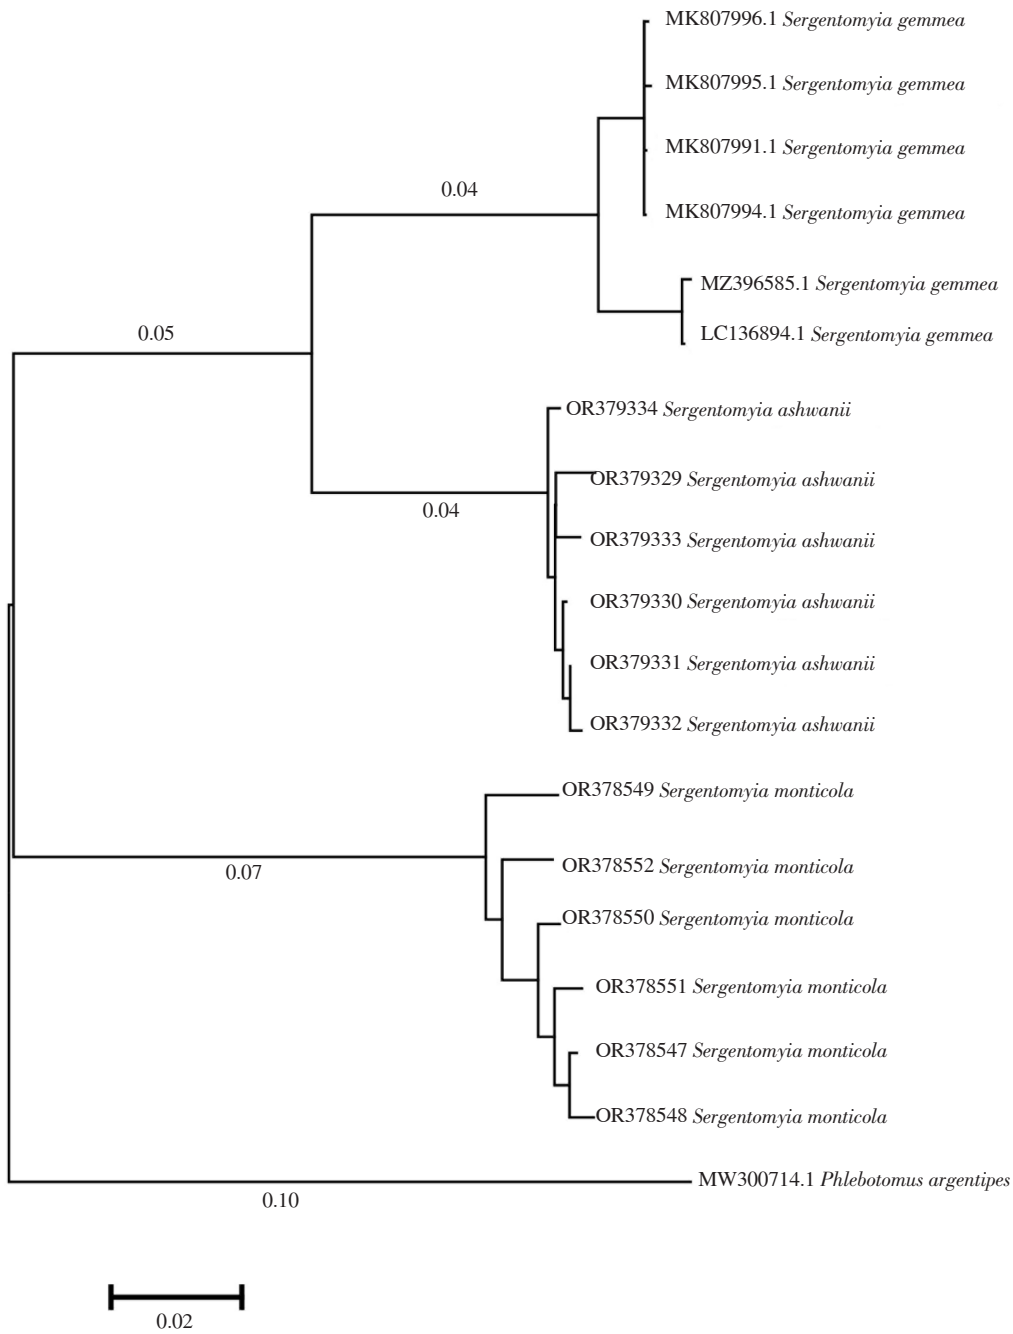 MK807996.1 Sergentomyia gemmea
MK807995.1 Sergentomyia gemmea
MK807991.1 Sergentomyia gemmea
0.04
MK807994.1 Sergentomyia gemmea
MZ396585.1 Sergentomyia gemmea
0.05
LC136894.1 Sergentomyia gemmea
OR379334 Sergentomyia ashwanii
OR379329 Sergentomyia ashwanii
0.04
OR379333 Sergentomyia ashwanii
OR379330 Sergentomyia ashwanii
OR379331 Sergentomyia ashwanii
OR379332 Sergentomyia ashwanii
OR378549 Sergentomyia monticola
0.07
OR378552 Sergentomyia monticola
OR378550 Sergentomyia monticola
OR378551 Sergentomyia monticola
OR378547 Sergentomyia monticola
OR378548 Sergentomyia monticola
MW300714.1 Phlebotomus argentipes
0.10
0.02